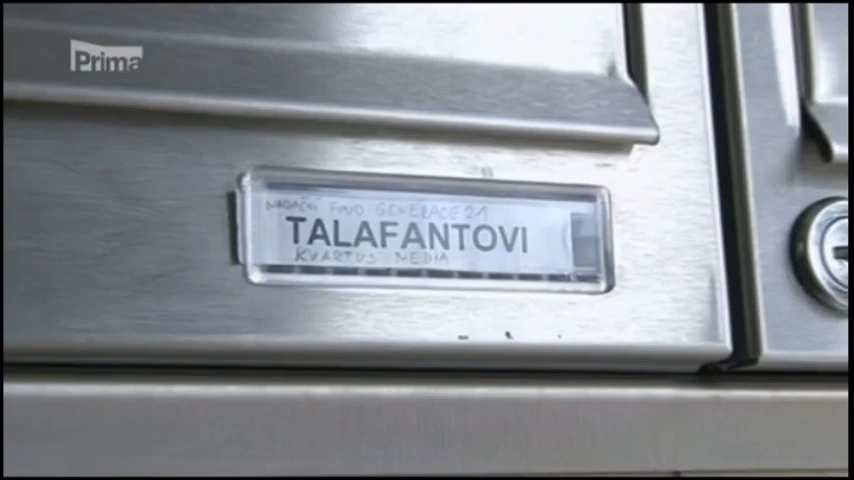 Prima
NADAČNÍ FOND GENERACE 21
TALAFANTOVI
KVARTUS MEDIA